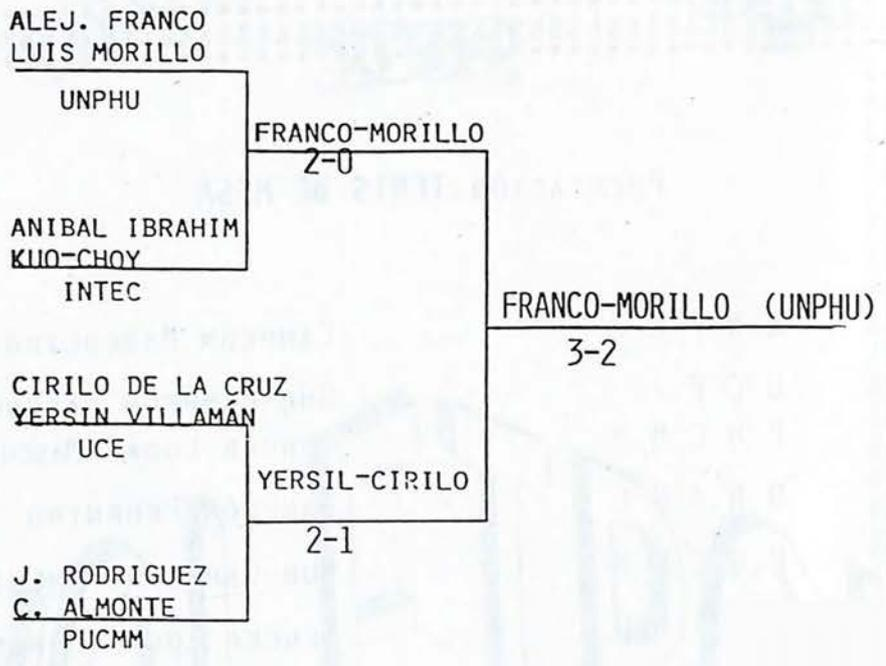 ALEJ. FRANCO
LUIS MORILLO
UNPHU
FRANCO-MORILLO
2-0
ANIBAL IBRAHIM
KUO-CHOY
INTEC
FRANCO-MORILLO (UNPHU)
3-2
CIRILO DE LA CRUZ
YERSIN VILLAMÁN
UCE
YERSIL-CIRILO
2-1
J. RODRIGUEZ
C. ALMONTE
PUCMM